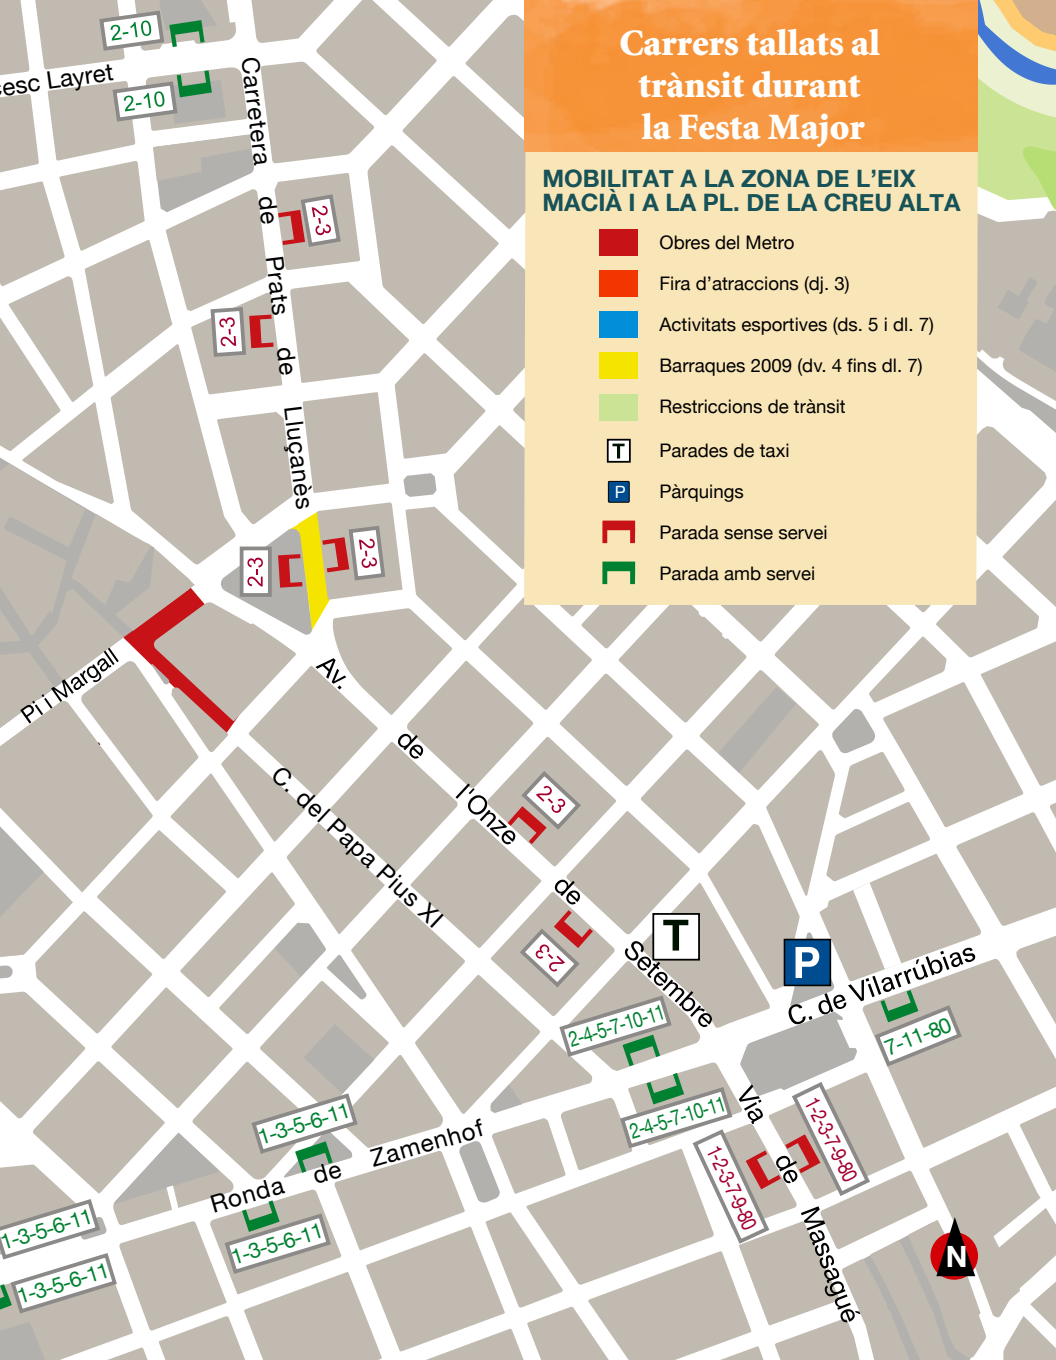 Carrers tallats al
trànsit durant
la Festa Major
MOBILITAT A LA ZONA DE L’EIX
MACIÀ I A LA PL. DE LA CREU ALTA
Obres del Metro
Fira d’atraccions (dj. 3)
Activitats esportives (ds. 5 i dl. 7)
Barraques 2009 (dv. 4 fins dl. 7)
Restriccions de trànsit
T Parades de taxi
P Pàrquings
Parada sense servei
Parada amb servei
2-10
esc Layret
2-10
Carretera de Prats de Lluçanès
2-3
2-3
2-3
2-3
Pi i Margall
Av. de l'Onze de Setembre
C. del Papa Pius XI
2-3
2-3
T
P
C. de Vilarrúbias
2-4-5-7-10-11
7-11-80
2-4-5-7-10-11
Via de Massagué
1-2-3-7-9-80
1-2-3-7-9-80
1-3-5-6-11
Ronda de Zamenhof
1-3-5-6-11
1-3-5-6-11
1-3-5-6-11
N